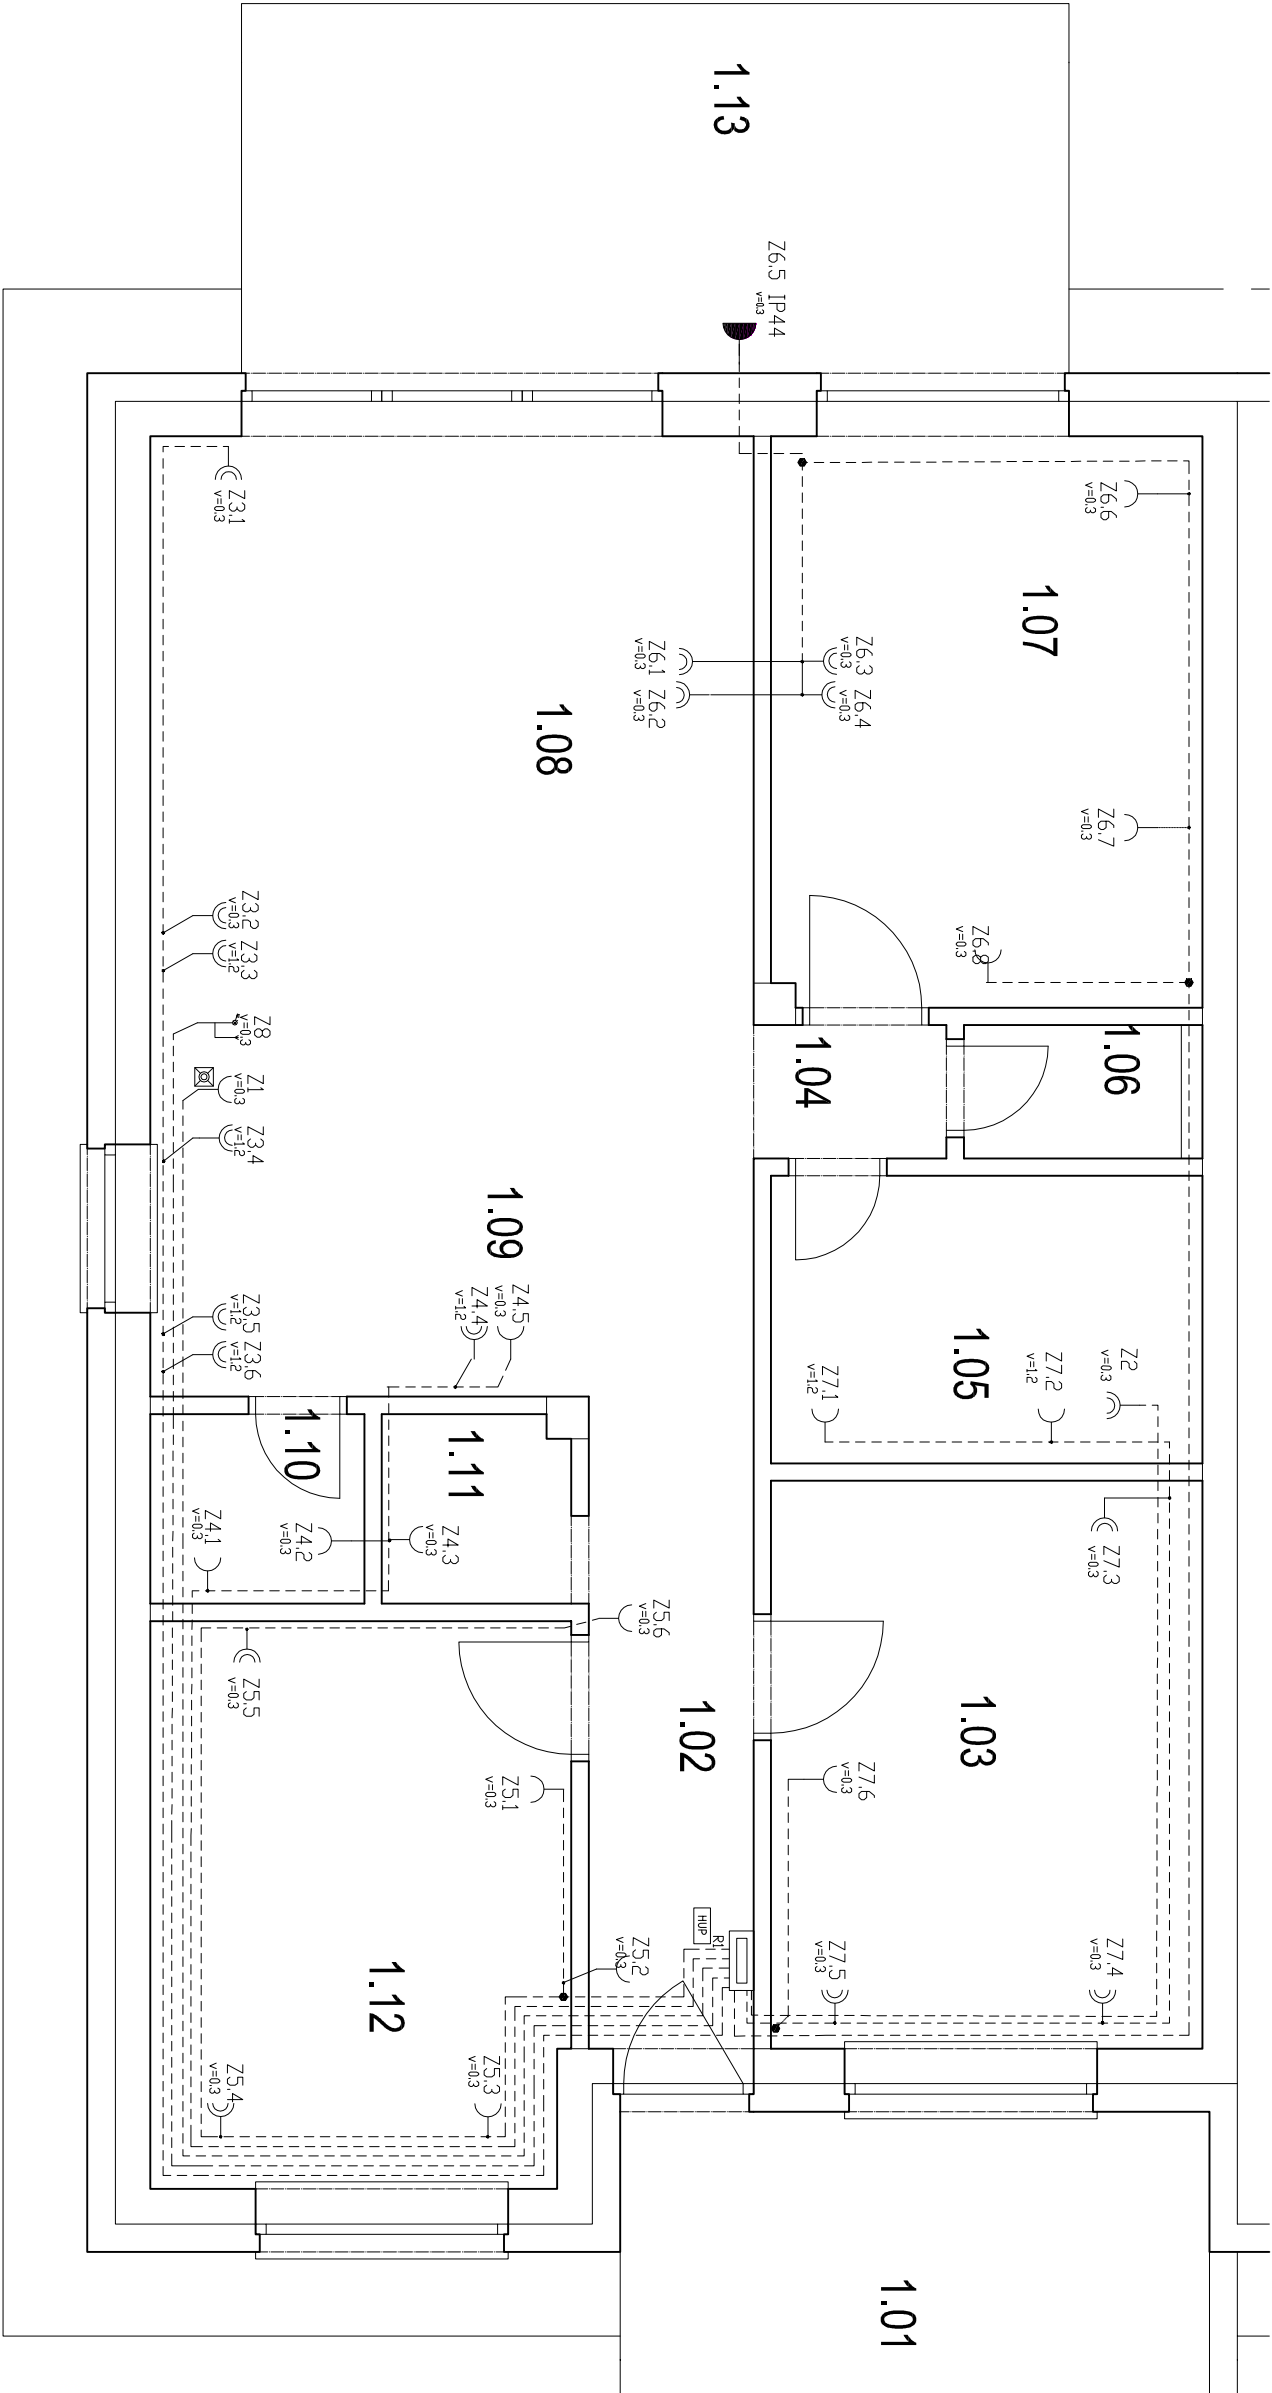 1.13
Z6,5 IP44
v=0.3
Z3,1
v=0.3
Z6,6
v=0.3
1.07
Z6,3
v=0.3
Z6,4
v=0.3
Z6,1
v=0.3
Z6,2
v=0.3
1.08
Z6,7
v=0.3
Z6,8
v=0.3
Z3,2
v=0.3
Z3,3
v=1.2
Z8
v=0.3
Z1
v=0.3
Z3,4
v=1.2
1.04
1.06
1.09
Z4,5
v=0.3
Z4,4
v=1.2
Z3,5
v=1.2
Z3,6
v=1.2
1.05
Z7,1
v=1.2
Z7,2
v=1.2
Z2
v=0.3
1.10
1.11
Z4,1
v=0.3
Z4,2
v=0.3
Z4,3
v=0.3
Z7,3
v=0.3
Z5,6
v=0.3
Z5,5
v=0.3
1.02
1.03
Z5,1
v=0.3
Z7,6
v=0.3
HUP
R1
Z5,2
v=0.3
Z7,5
v=0.3
Z7,4
v=0.3
1.12
Z5,3
v=0.3
Z5,4
v=0.3
1.01